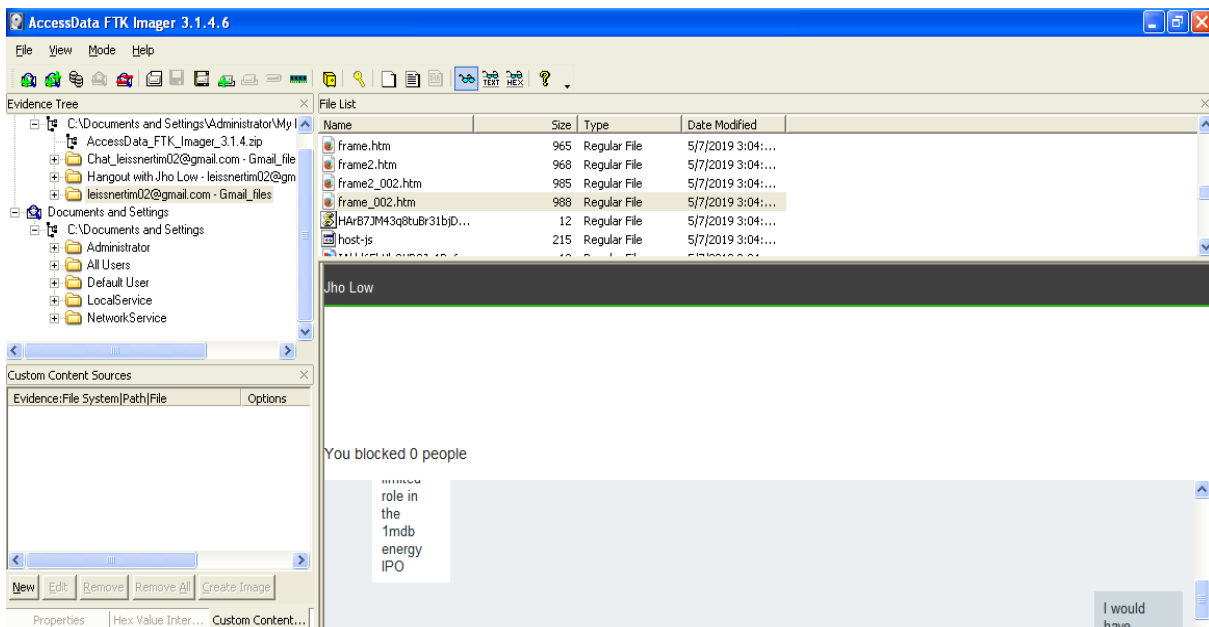 AccessData FTK Imager 3.1.4.6
File View Mode Help
TEXT HEX
Evidence Tree
C:\Documents and Settings\Administrator\My
AccessData_FTK_Imager_3.1.4.zip
Chat_leissnertim02@gmail.com - Gmail_file
Hangout with Jho Low - leissnertim02@gm
leissnertim02@gmail.com - Gmail_files
Documents and Settings
C:\Documents and Settings
Administrator
All Users
Default User
LocalService
NetworkService
Custom Content Sources
Evidence:File System|Path|File Options
New Edit Remove Remove All Create Image
Properties Hex Value Inter... Custom Content...
File List
Name Size Type Date Modified
frame.htm 965 Regular File 5/7/2019 3:04:...
frame2.htm 968 Regular File 5/7/2019 3:04:...
frame2_002.htm 985 Regular File 5/7/2019 3:04:...
frame_002.htm 988 Regular File 5/7/2019 3:04:...
HArB7JM43q8tuBr31bjD... 12 Regular File 5/7/2019 3:04:...
host-js 215 Regular File 5/7/2019 3:04:...
Jho Low
You blocked 0 people
limited
role in
the
1mdb
energy
IPO
I would
have